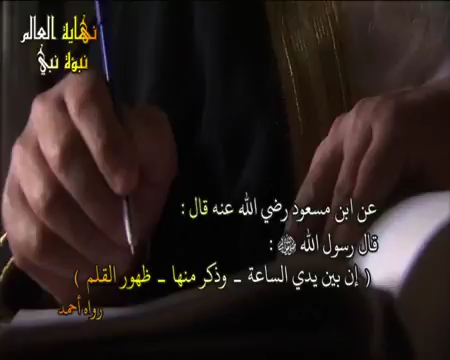 نهاية العالم
نبوة نبي
عن ابن مسعود رضي الله عنه قال :
قال رسول الله ﷺ :
( إن بين يدي الساعة - وذكر منها - ظهور القلم )
رواه أحمد